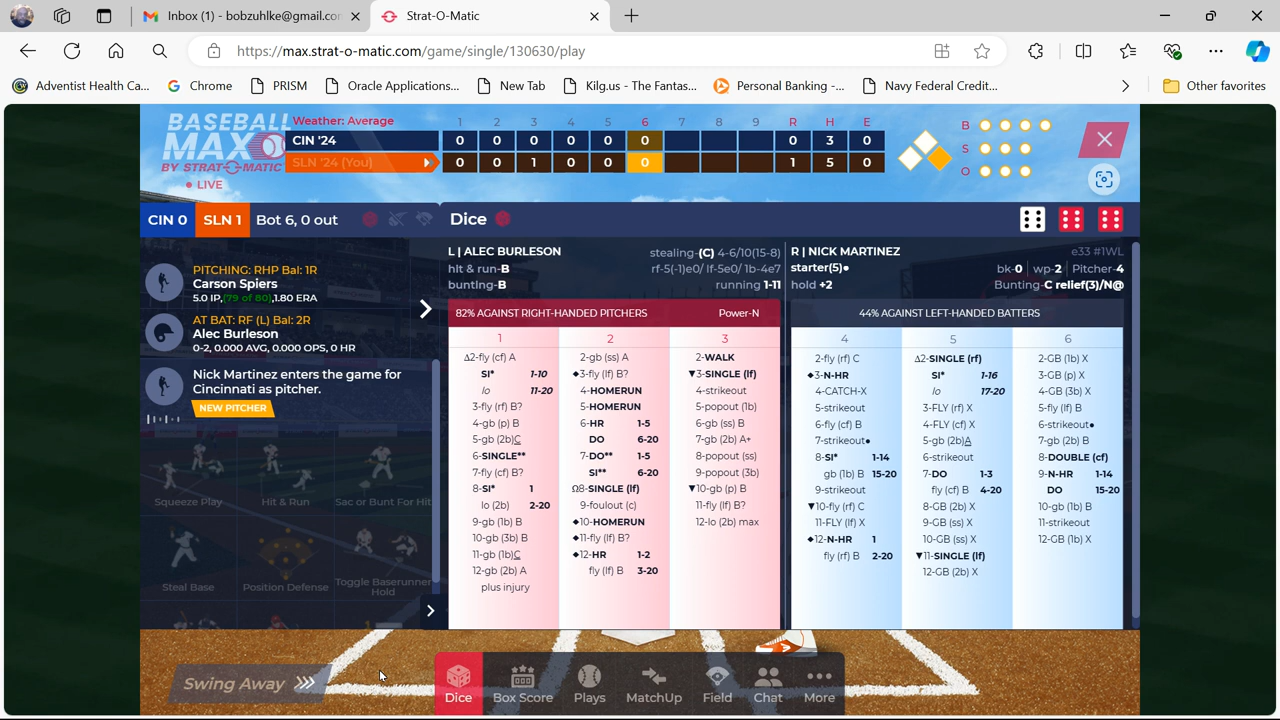 Inbox (1) - bobzuhlke@gmail.co
Strat-O-Matic
https://max.strat-o-matic.com/game/single/130630/play
Adventist Health Ca...
Chrome
PRISM
Oracle Applications...
New Tab
Kilg.us - The Fantas...
Personal Banking -...
Navy Federal Credit...
Other favorites
BASEBALL
MAX
BY STRAT-O-MATIC
• LIVE
Weather: Average 1 2 3 4 5 6 7 8 9 R H E
CIN '24 0 0 0 0 0 0 0 3 0
SLN '24 (You) 0 0 1 0 0 0 1 5 0
B
S
O
CIN 0 SLN 1 Bot 6, 0 out
Dice
PITCHING: RHP Bal: 1R
Carson Spiers
5.0 IP,(79 of 80),1.80 ERA
AT BAT: RF (L) Bal: 2R
Alec Burleson
0-2, 0.000 AVG, 0.000 OPS, 0 HR
Nick Martinez enters the game for
Cincinnati as pitcher.
NEW PITCHER
Squeeze Play Hit & Run Sac or Bunt For Hit
Steal Base Position Defense Toggle Baserunner
Hold
L | ALEC BURLESON stealing-(C) 4-6/10(15-8)
hit & run-B rf-5(-1)e0/ lf-5e0/ 1b-4e7
bunting-B running 1-11
82% AGAINST RIGHT-HANDED PITCHERS Power-N
1
Δ2-fly (cf) A
SI* 1-10
lo 11-20
3-fly (rf) B?
4-gb (p) B
5-gb (2b)C
6-SINGLE**
7-fly (cf) B?
8-SI* 1
lo (2b) 2-20
9-gb (1b) B
10-gb (3b) B
11-gb (1b)C
12-gb (2b) A
plus injury
2
2-gb (ss) A
◆3-fly (lf) B?
4-HOMERUN
5-HOMERUN
6-HR 1-5
DO 6-20
7-DO** 1-5
SI** 6-20
Ω8-SINGLE (lf)
9-foulout (c)
◆10-HOMERUN
◆11-fly (lf) B?
◆12-HR 1-2
fly (lf) B 3-20
3
2-WALK
▼3-SINGLE (lf)
4-strikeout
5-popout (1b)
6-gb (ss) B
7-gb (2b) A+
8-popout (ss)
9-popout (3b)
▼10-gb (p) B
11-fly (lf) B?
12-lo (2b) max
R | NICK MARTINEZ e33 #1WL
starter(5)● bk-0 wp-2 Pitcher-4
hold +2 Bunting-C relief(3)/N@
44% AGAINST LEFT-HANDED BATTERS
4
2-fly (rf) C
◆3-N-HR
4-CATCH-X
5-strikeout
6-fly (cf) B
7-strikeout●
8-SI* 1-14
gb (1b) B 15-20
9-strikeout
▼10-fly (rf) C
11-FLY (lf) X
◆12-N-HR 1
fly (rf) B 2-20
5
Δ2-SINGLE (rf)
SI* 1-16
lo 17-20
3-FLY (rf) X
4-FLY (cf) X
5-gb (2b)A
6-strikeout
7-DO 1-3
fly (cf) B 4-20
8-GB (2b) X
9-GB (ss) X
10-GB (ss) X
▼11-SINGLE (lf)
12-GB (2b) X
6
2-GB (1b) X
3-GB (p) X
4-GB (3b) X
5-fly (lf) B
6-strikeout●
7-gb (2b) B
8-DOUBLE (cf)
9-N-HR 1-14
DO 15-20
10-gb (1b) B
11-strikeout
12-GB (1b) X
Swing Away
Dice Box Score Plays MatchUp Field Chat More